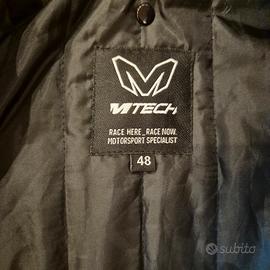 MTECH
RACE HERE_RACE NOW.
MOTORSPORT SPECIALIST
48
subito